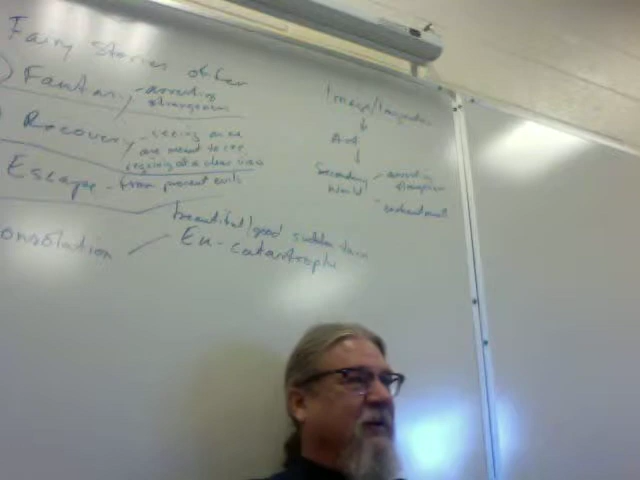 Fairy Stories offer
Fantasy - arresting
strangeness
Recovery - seeing as we
are meant to see
regaining of a clear view
Escape - from present evils
onsolation
beautiful/good sudden turn
Eu-catastrophe
Image/Imagination
Art
Secondary - arresting
World strangeness
- enchantment